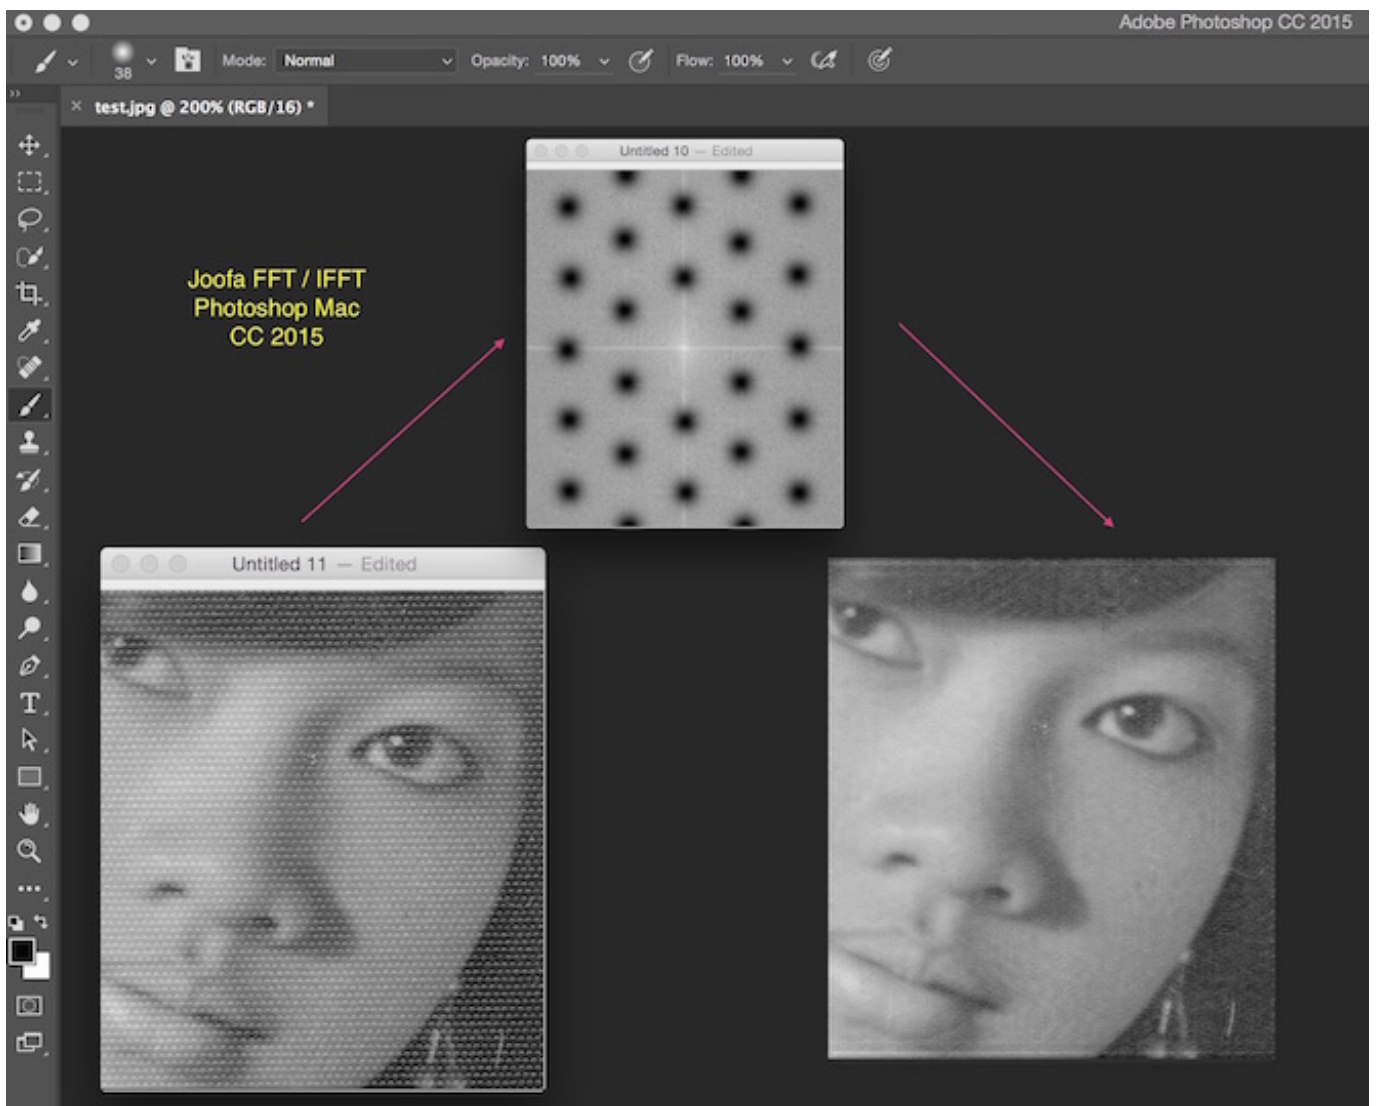 Adobe Photoshop CC 2015
38 Mode: Normal Opacity: 100% Flow: 100%
× test.jpg @ 200% (RGB/16) *
Untitled 10 — Edited
Joofa FFT / IFFT
Photoshop Mac
CC 2015
Untitled 11 — Edited